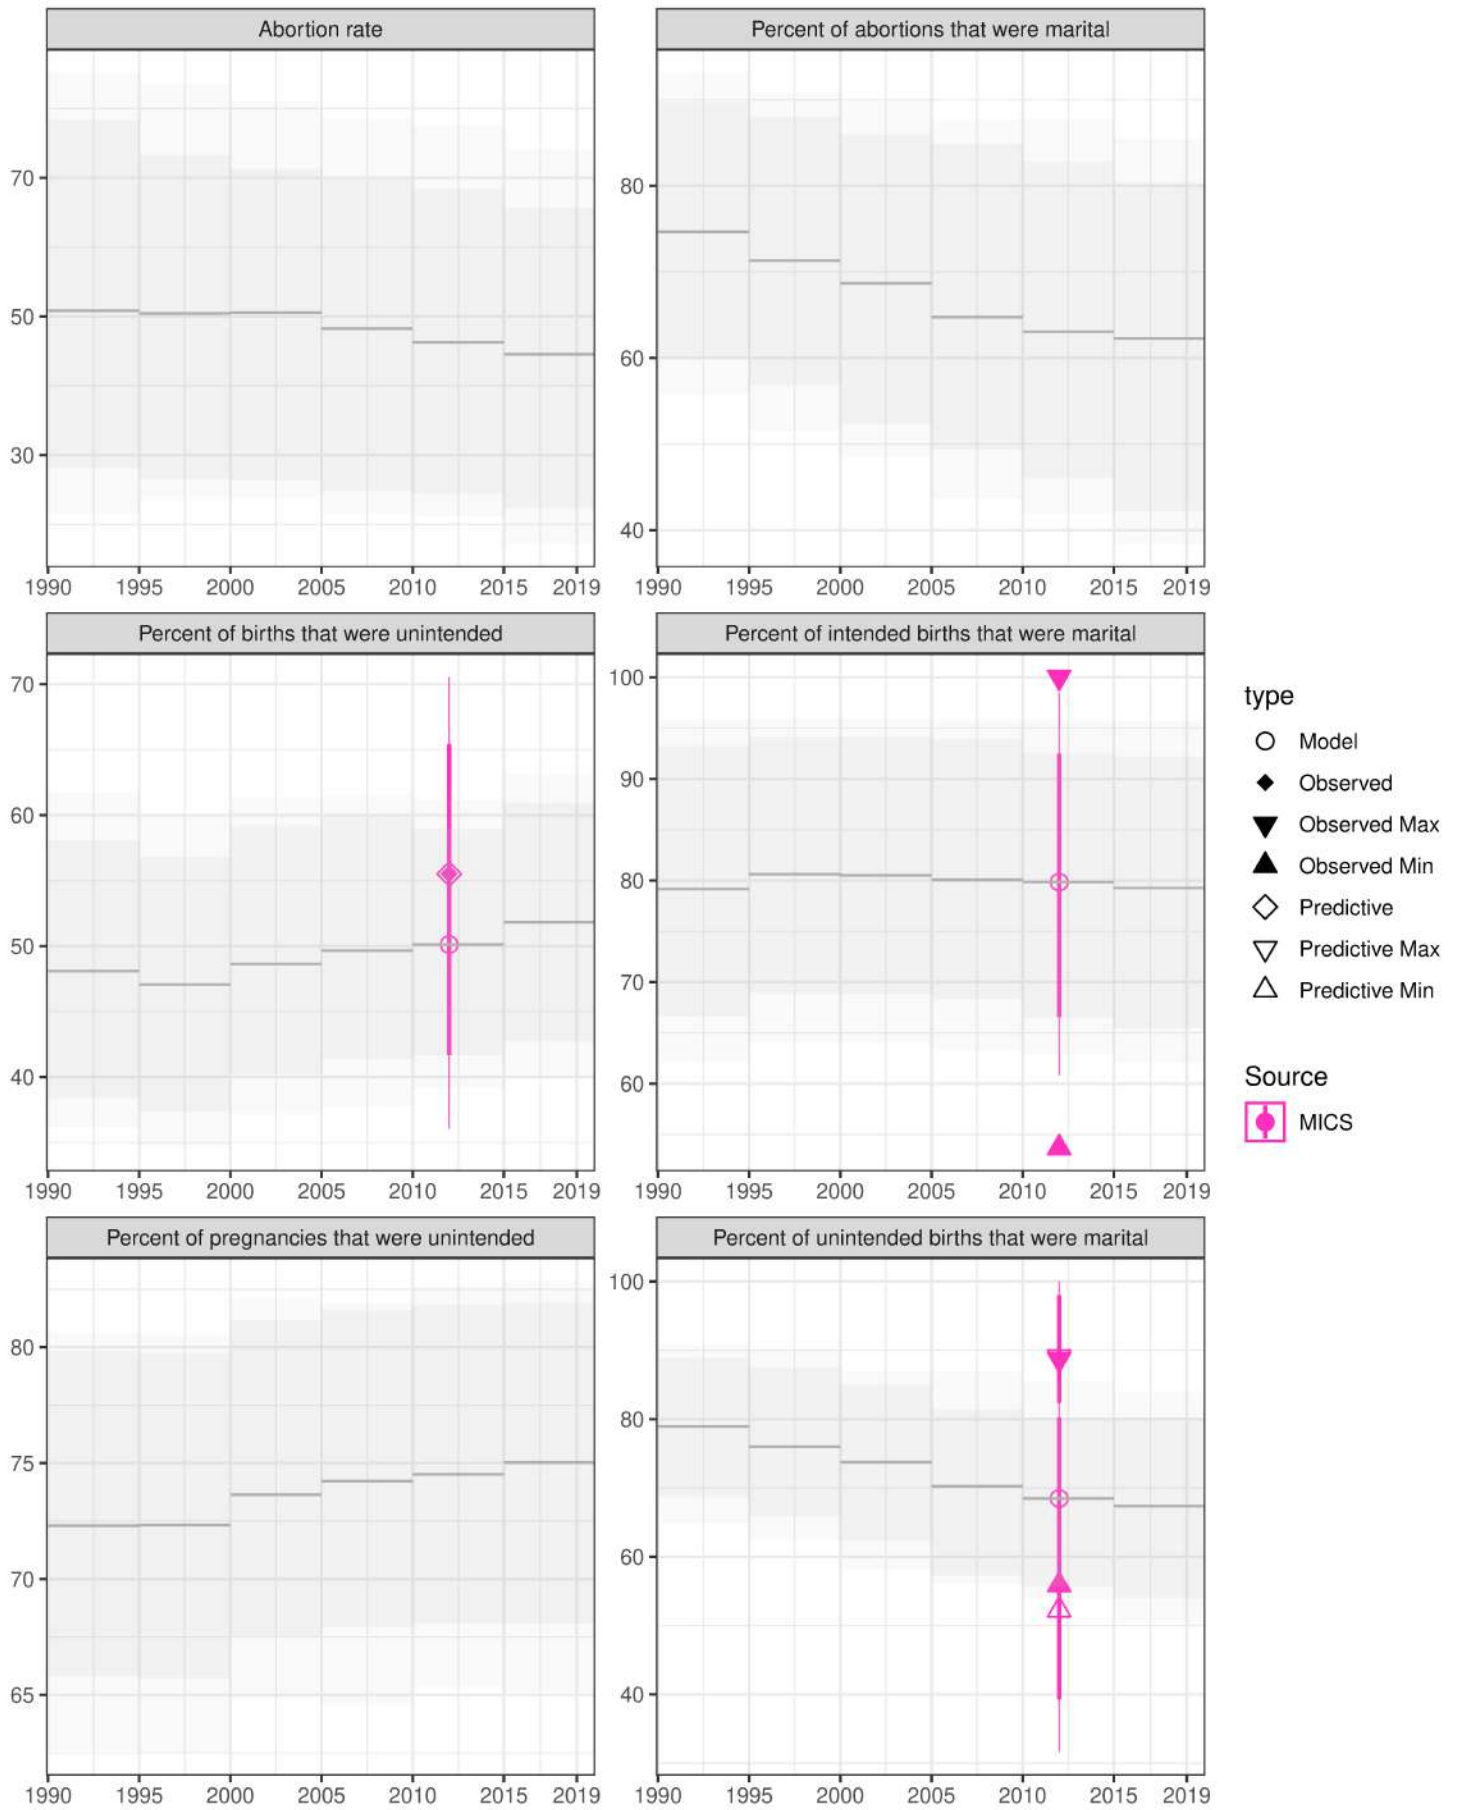 Abortion rate
70
50
30
1990 1995 2000 2005 2010 2015 2019
Percent of abortions that were marital
80
60
40
1990 1995 2000 2005 2010 2015 2019
Percent of births that were unintended
70
60
50
40
1990 1995 2000 2005 2010 2015 2019
Percent of intended births that were marital
100
90
80
70
60
1990 1995 2000 2005 2010 2015 2019
Percent of pregnancies that were unintended
80
75
70
65
1990 1995 2000 2005 2010 2015 2019
Percent of unintended births that were marital
100
80
60
40
1990 1995 2000 2005 2010 2015 2019
type
Model
Observed
Observed Max
Observed Min
Predictive
Predictive Max
Predictive Min
Source
MICS